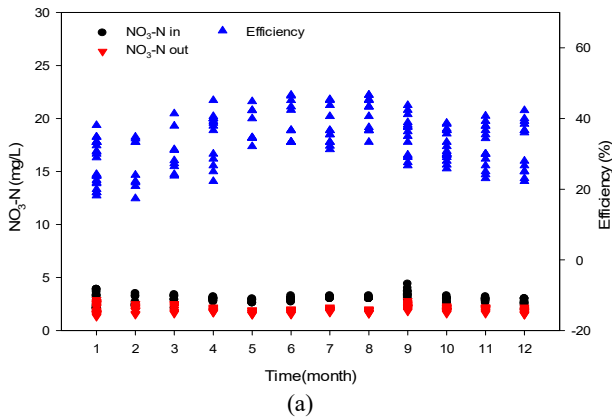 30
25
20
15
10
5
0
NO3-N (mg/L)
NO3-N in
NO3-N out
Efficiency
60
40
20
0
-20
Efficiency (%)
1 2 3 4 5 6 7 8 9 10 11 12
Time(month)
(a)